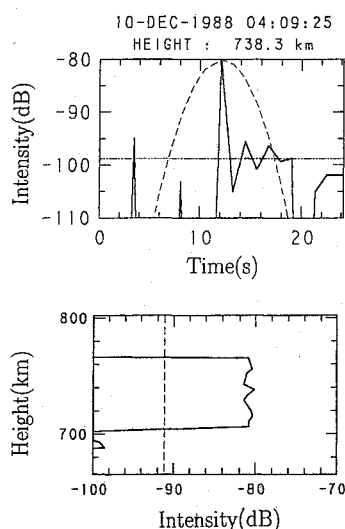 10-DEC-1988 04:09:25
HEIGHT : 738.3 km
-80
-90
-100
-110
Intensity(dB)
0 10 20
Time(s)
800
700
Height(km)
-100 -90 -80 -70
Intensity(dB)